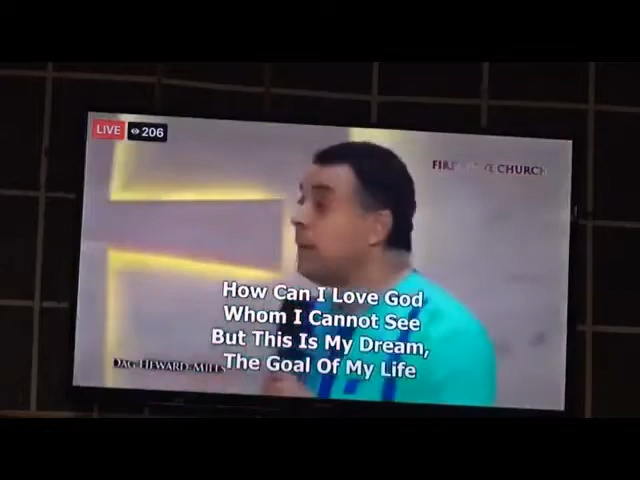 LIVE 206
CHURCH
How Can I Love God
Whom I Cannot See
But This Is My Dream,
The Goal Of My Life
DAG HEWARD-MILLS